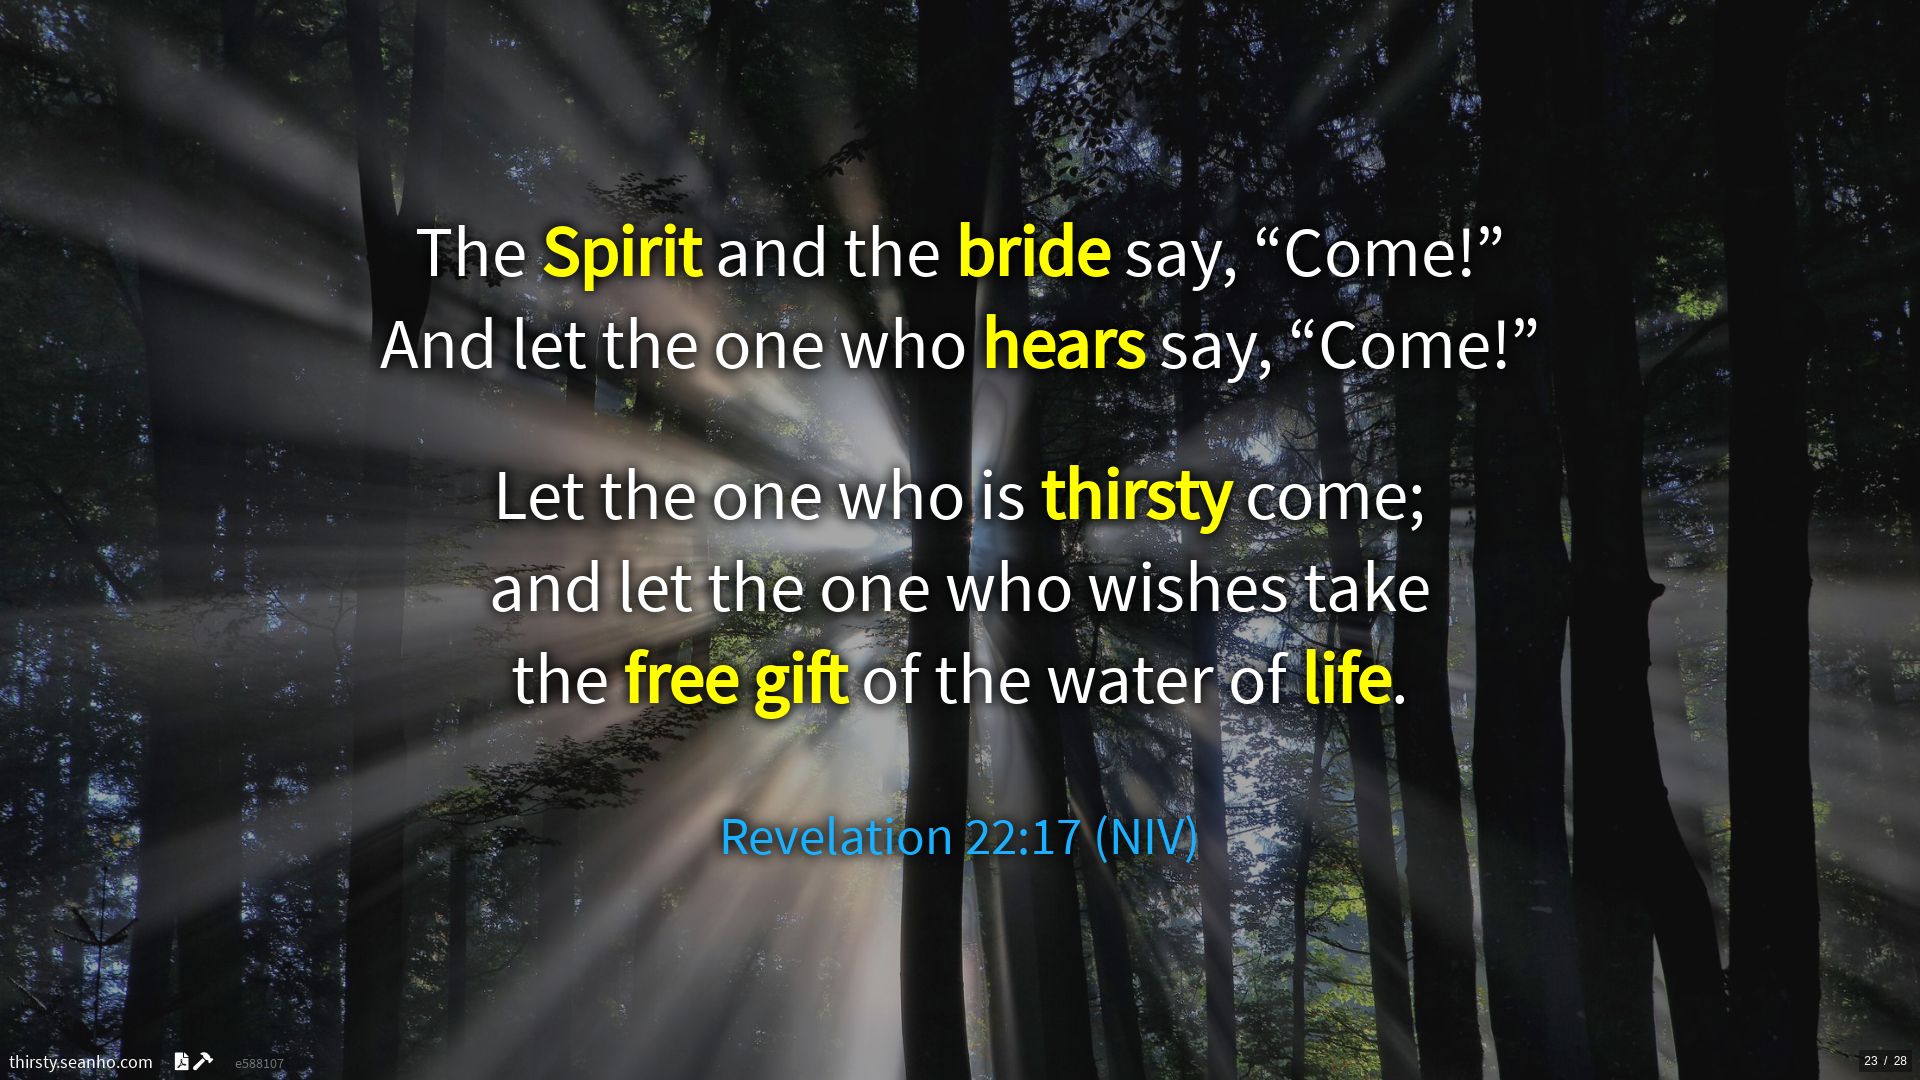 The Spirit and the bride say, “Come!”
And let the one who hears say, “Come!”
Let the one who is thirsty come;
and let the one who wishes take
the free gift of the water of life.
Revelation 22:17 (NIV)
thirsty.seanho.com e588107
23 / 28